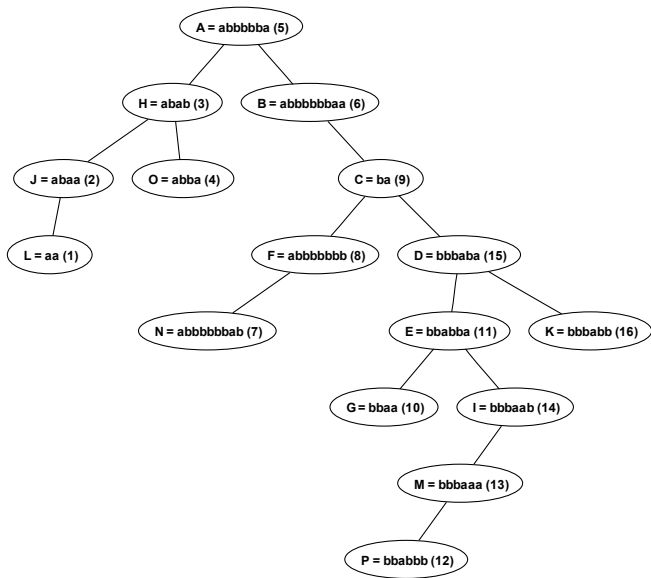 A = abbbbba (5)
H = abab (3)
B = abbbbbbaa (6)
J = abaa (2)
O = abba (4)
C = ba (9)
L = aa (1)
F = abbbbbbb (8)
D = bbbaba (15)
N = abbbbbbab (7)
E = bbabba (11)
K = bbbabb (16)
G = bbaa (10)
I = bbbaab (14)
M = bbbaaa (13)
P = bbabbb (12)